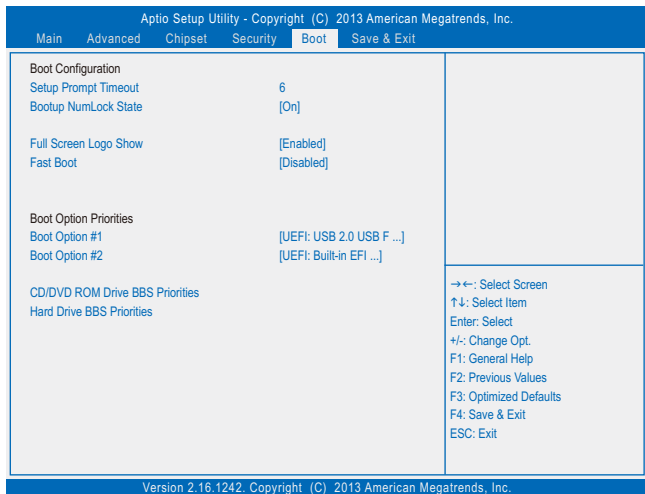 Aptio Setup Utility - Copyright (C) 2013 American Megatrends, Inc.
Main Advanced Chipset Security Boot Save & Exit
Boot Configuration
Setup Prompt Timeout 6
Bootup NumLock State [On]
Full Screen Logo Show [Enabled]
Fast Boot [Disabled]
Boot Option Priorities
Boot Option #1 [UEFI: USB 2.0 USB F ...]
Boot Option #2 [UEFI: Built-in EFI ...]
CD/DVD ROM Drive BBS Priorities
Hard Drive BBS Priorities
→←: Select Screen
↑↓: Select Item
Enter: Select
+/-: Change Opt.
F1: General Help
F2: Previous Values
F3: Optimized Defaults
F4: Save & Exit
ESC: Exit
Version 2.16.1242. Copyright (C) 2013 American Megatrends, Inc.